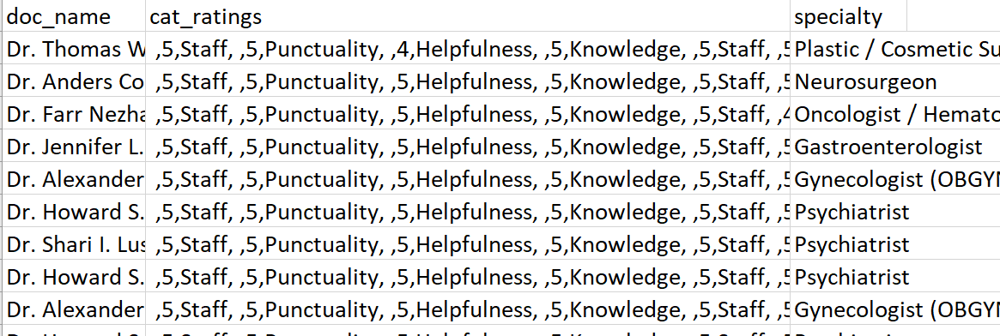 doc_name cat_ratings specialty
Dr. Thomas W ,5,Staff, ,5,Punctuality, ,4,Helpfulness, ,5,Knowledge, ,5,Staff, ,5 Plastic / Cosmetic Su
Dr. Anders Co ,5,Staff, ,5,Punctuality, ,5,Helpfulness, ,5,Knowledge, ,5,Staff, ,5 Neurosurgeon
Dr. Farr Nezha ,5,Staff, ,5,Punctuality, ,5,Helpfulness, ,5,Knowledge, ,5,Staff, ,4 Oncologist / Hemato
Dr. Jennifer L. ,5,Staff, ,5,Punctuality, ,5,Helpfulness, ,5,Knowledge, ,5,Staff, ,5 Gastroenterologist
Dr. Alexander ,5,Staff, ,5,Punctuality, ,5,Helpfulness, ,5,Knowledge, ,5,Staff, ,5 Gynecologist (OBGYN
Dr. Howard S. ,5,Staff, ,5,Punctuality, ,5,Helpfulness, ,5,Knowledge, ,5,Staff, ,5 Psychiatrist
Dr. Shari I. Lus ,5,Staff, ,5,Punctuality, ,5,Helpfulness, ,5,Knowledge, ,5,Staff, ,5 Psychiatrist
Dr. Howard S. ,5,Staff, ,5,Punctuality, ,5,Helpfulness, ,5,Knowledge, ,5,Staff, ,5 Psychiatrist
Dr. Alexander ,5,Staff, ,5,Punctuality, ,5,Helpfulness, ,5,Knowledge, ,5,Staff, ,5 Gynecologist (OBGYN